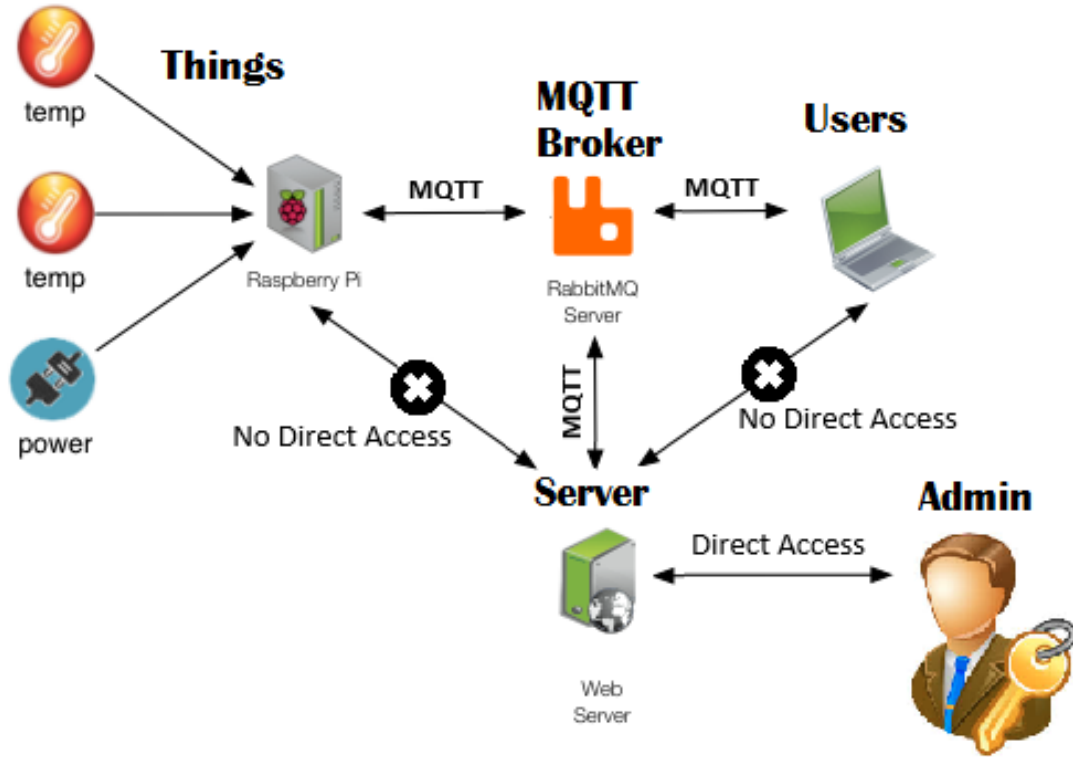 Things
temp
temp
power
Raspberry Pi
MQTT
MQTT
Broker
RabbitMQ
Server
MQTT
Users
No Direct Access
MQTT
No Direct Access
Server
Web
Server
Direct Access
Admin